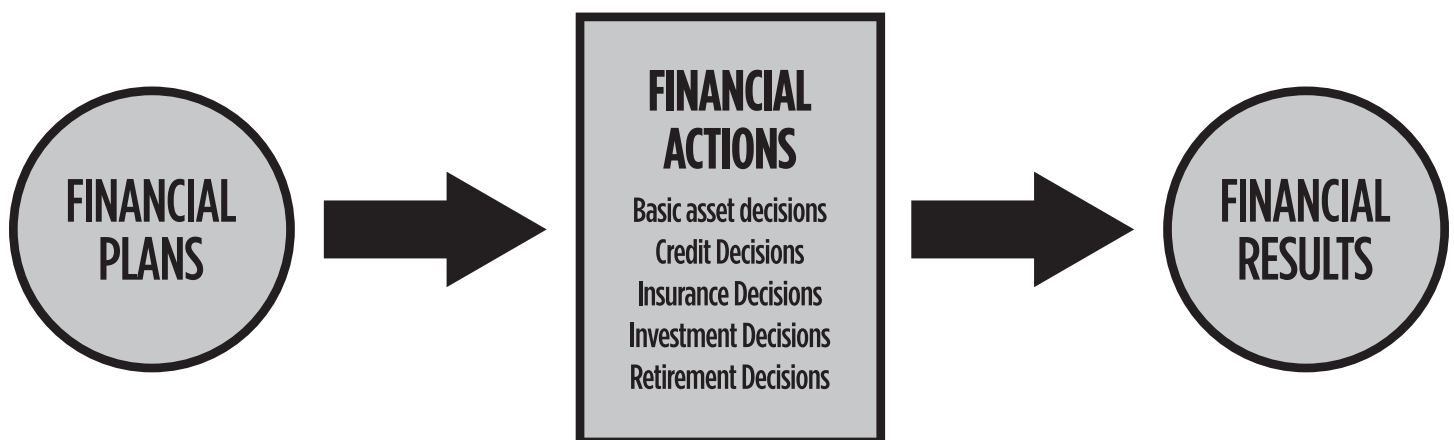 FINANCIAL
PLANS
FINANCIAL
ACTIONS
Basic asset decisions
Credit Decisions
Insurance Decisions
Investment Decisions
Retirement Decisions
FINANCIAL
RESULTS